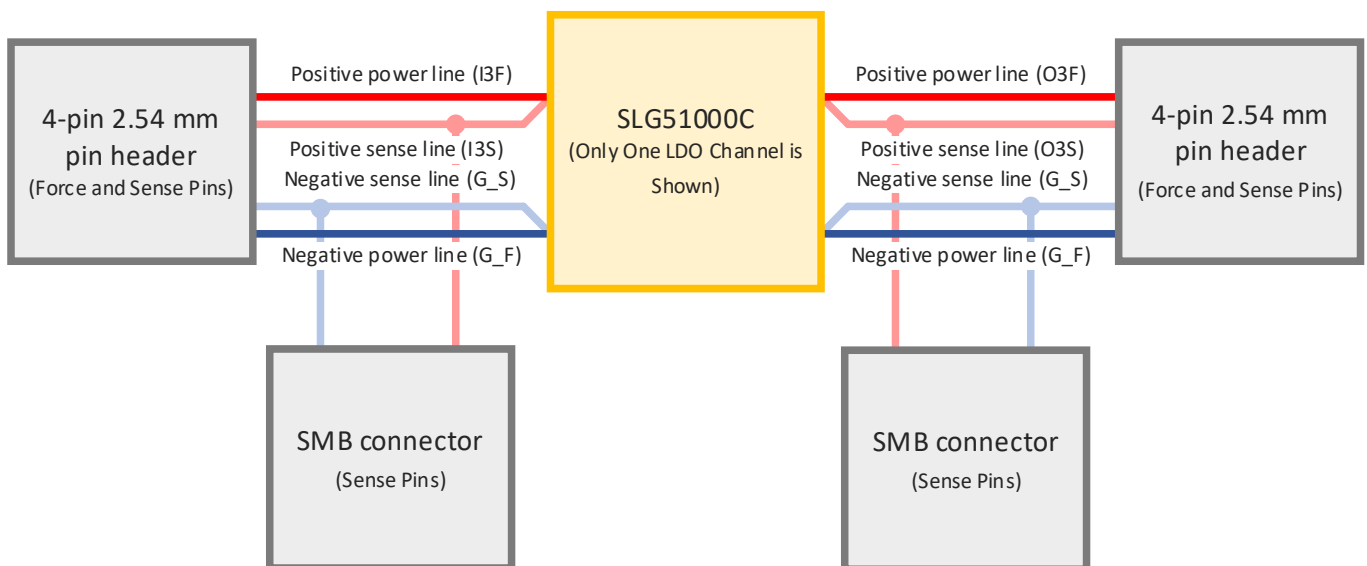 4-pin 2.54 mm
pin header
(Force and Sense Pins)
Positive power line (I3F)
Positive sense line (I3S)
Negative sense line (G_S)
Negative power line (G_F)
SLG51000C
(Only One LDO Channel is
Shown)
Positive power line (O3F)
Positive sense line (O3S)
Negative sense line (G_S)
Negative power line (G_F)
4-pin 2.54 mm
pin header
(Force and Sense Pins)
SMB connector
(Sense Pins)
SMB connector
(Sense Pins)